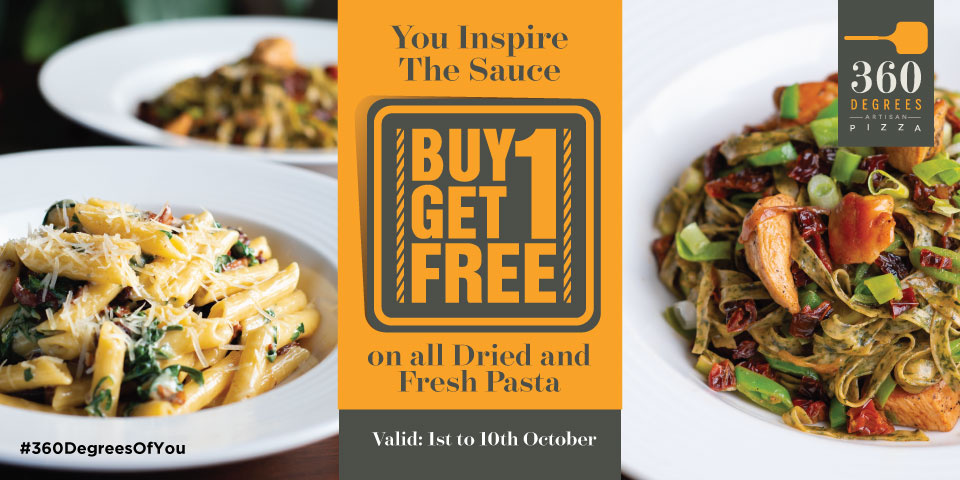 You Inspire
The Sauce
BUY 1
GET
FREE
on all Dried and
Fresh Pasta
Valid: 1st to 10th October
360
DEGREES
ARTISAN
PIZZA
#360DegreesOfYou